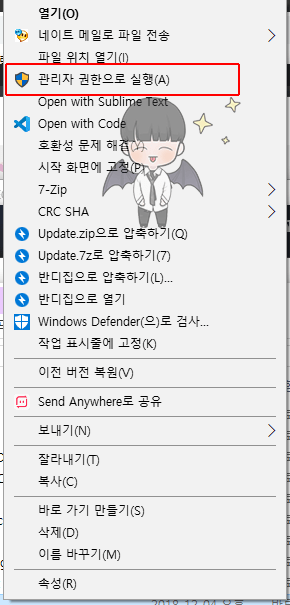 열기(O)
네이트 메일로 파일 전송
파일 위치 열기(I)
관리자 권한으로 실행(A)
Open with Sublime Text
Open with Code
호환성 문제 해결
시작 화면에 고정(P)
7-Zip
CRC SHA
Update.zip으로 압축하기(Q)
Update.7z로 압축하기(7)
반디집으로 압축하기(L)...
반디집으로 열기
Windows Defender(으)로 검사...
작업 표시줄에 고정(K)
이전 버전 복원(V)
Send Anywhere로 공유
보내기(N)
잘라내기(T)
복사(C)
바로 가기 만들기(S)
삭제(D)
이름 바꾸기(M)
속성(R)